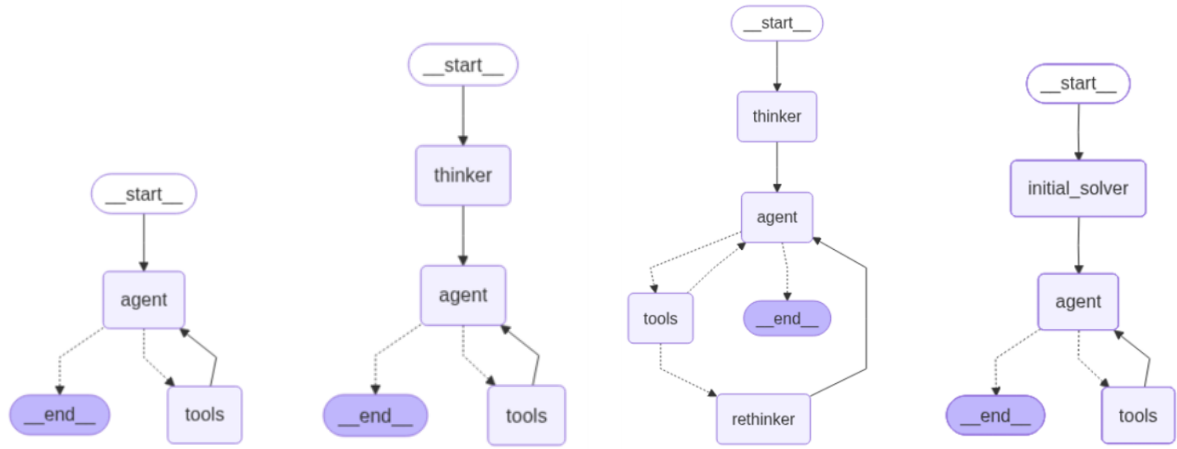 __start__
agent
__end__
tools
__start__
thinker
agent
__end__
tools
__start__
thinker
agent
tools
__end__
rethinker
__start__
initial_solver
agent
__end__
tools